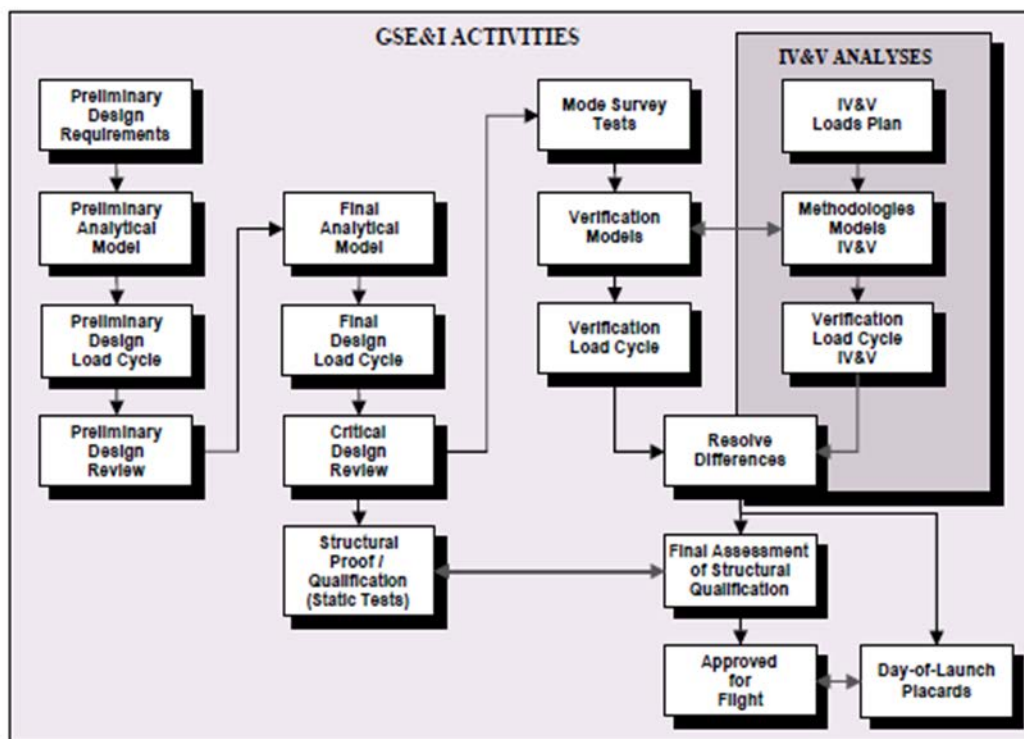 GSE&I ACTIVITIES
IV&V ANALYSES
Preliminary
Design
Requirements
Preliminary
Analytical
Model
Preliminary
Design
Load Cycle
Preliminary
Design
Review
Final
Analytical
Model
Final
Design
Load Cycle
Critical
Design
Review
Structural
Proof /
Qualification
(Static Tests)
Mode Survey
Tests
Verification
Models
Verification
Load Cycle
IV&V
Loads Plan
Methodologies
Models
IV&V
Verification
Load Cycle
IV&V
Resolve
Differences
Final Assessment
of Structural
Qualification
Approved
for
Flight
Day-of-Launch
Placards